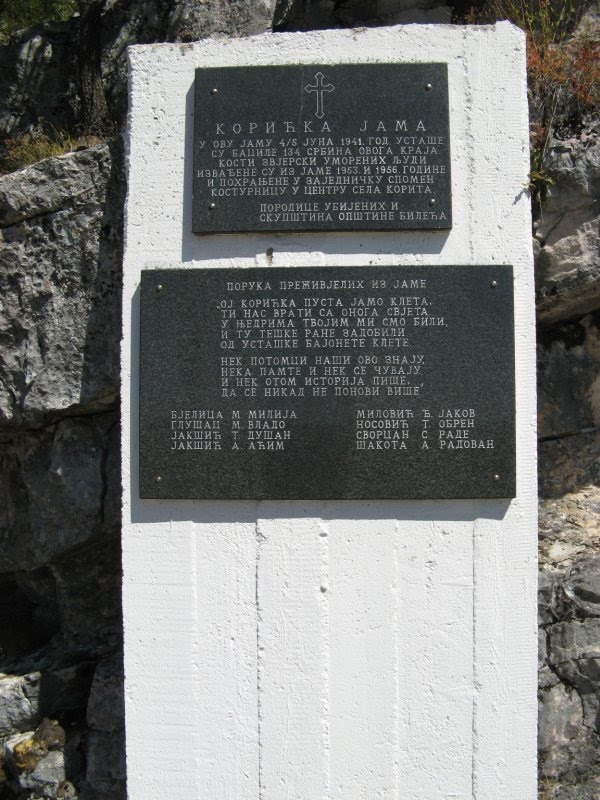 КОРИЋКА ЈАМА
У ОВУ ЈАМУ 4/5 ЈУНА 1941. ГОД. УСТАШЕ
СУ БАЦИЛЕ 134 СРБИНА ОВОГА КРАЈА
КОСТИ ЗВЈЕРСКИ УМОРЕНИХ ЉУДИ
ИЗВАЂЕНЕ СУ ИЗ ЈАМЕ 1953. И 1956. ГОДИНЕ
И ПОХРАЊЕНЕ У ЗАЈЕДНИЧКУ СПОМЕН
КОСТУРНИЦУ У ЦЕНТРУ СЕЛА КОРИТА
ПОРОДИЦЕ УБИЈЕНИХ И
СКУПШТИНА ОПШТИНЕ БИЛЕЋА
ПОРУКА ПРЕЖИВЈЕЛИХ ИЗ ЈАМЕ
„ОЈ КОРИЋКА ПУСТА ЈАМО КЛЕТА,
ТИ НАС ВРАТИ СА ОНОГА СВЈЕТА
У ЊЕДРИМА ТВОЈИМ МИ СМО БИЛИ,
И ТУ ТЕШКЕ РАНЕ ЗАДОБИЛИ
ОД УСТАШКЕ БАЈОНЕТЕ КЛЕТЕ.
НЕК ПОТОМЦИ НАШИ ОВО ЗНАЈУ,
НЕКА ПАМТЕ И НЕК СЕ ЧУВАЈУ
И НЕК ОТОМ ИСТОРИЈА ПИШЕ,
ДА СЕ НИКАД НЕ ПОНОВИ ВИШЕ”
БЈЕЛИЦА М. МИЛИЈА
ГЛУШАЦ М. ВЛАДО
ЈАКШИЋ Т. ДУШАН
ЈАКШИЋ А. АЋИМ
МИЛОВИЋ Ђ. ЈАКОВ
НОСОВИЋ Т. ОБРЕН
СВОРЦАН С. РАДЕ
ШАКОТА А. РАДОВАН